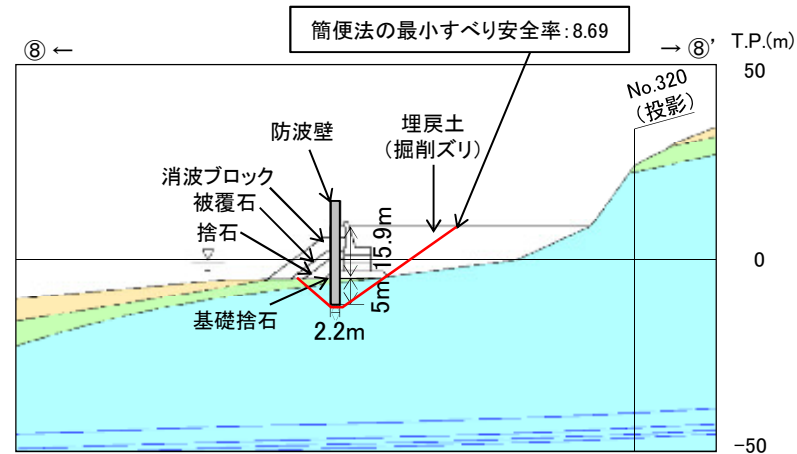 簡便法の最小すべり安全率:8.69
⑧ ←
→ ⑧’
T.P.(m)
50
No.320
(投影)
防波壁
埋戻土
(掘削ズリ)
消波ブロック
被覆石
捨石
15.9m
0
5m
基礎捨石
2.2m
-50